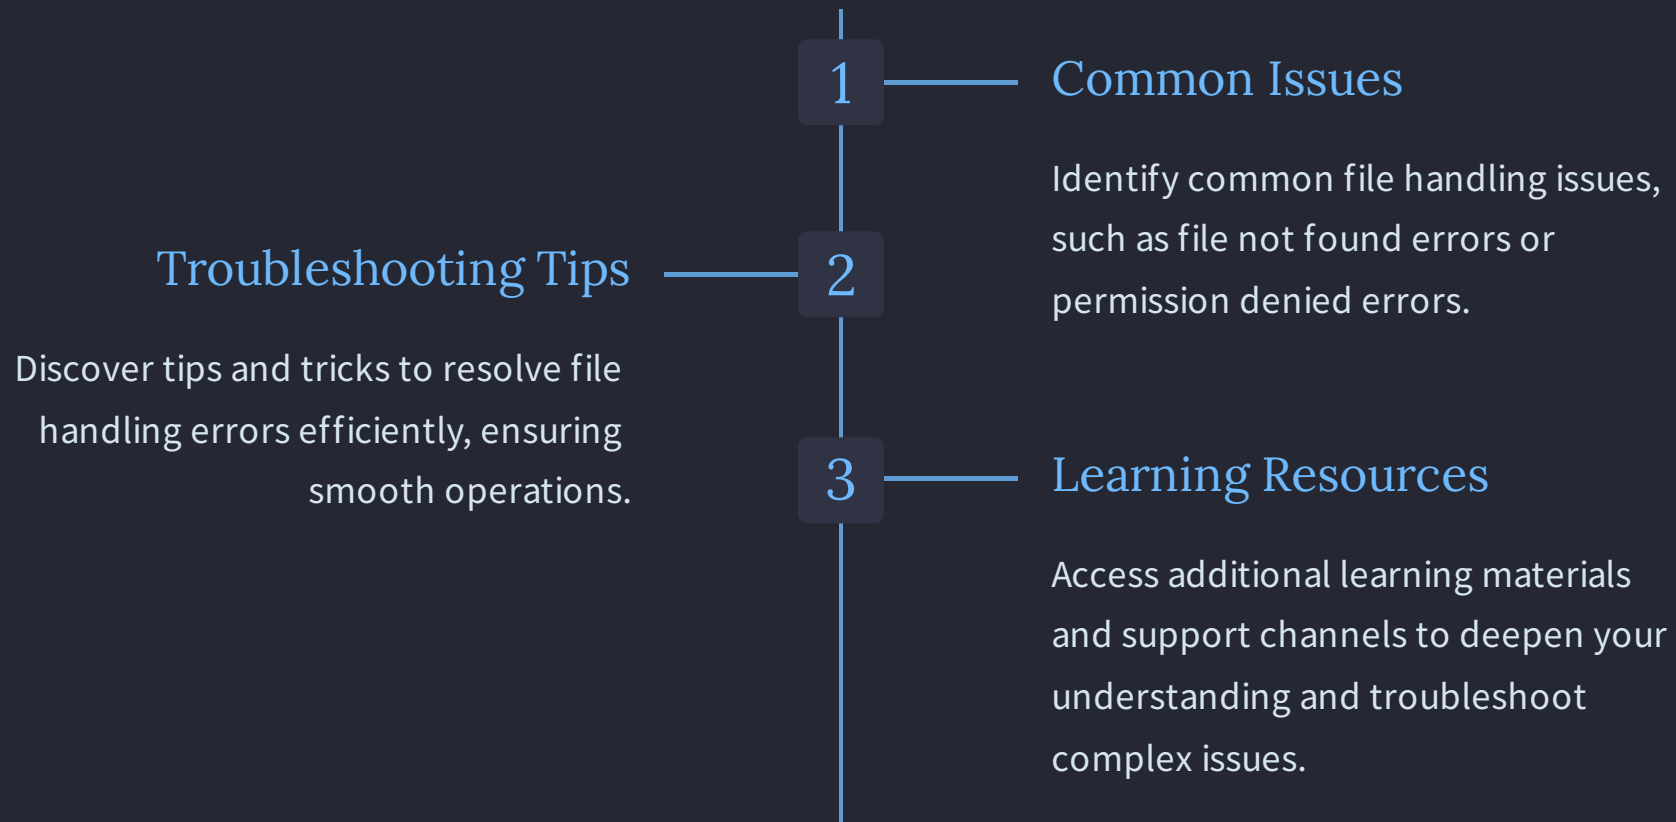 1
Common Issues
Identify common file handling issues,
such as file not found errors or
permission denied errors.
2
Troubleshooting Tips
Discover tips and tricks to resolve file
handling errors efficiently, ensuring
smooth operations.
3
Learning Resources
Access additional learning materials
and support channels to deepen your
understanding and troubleshoot
complex issues.